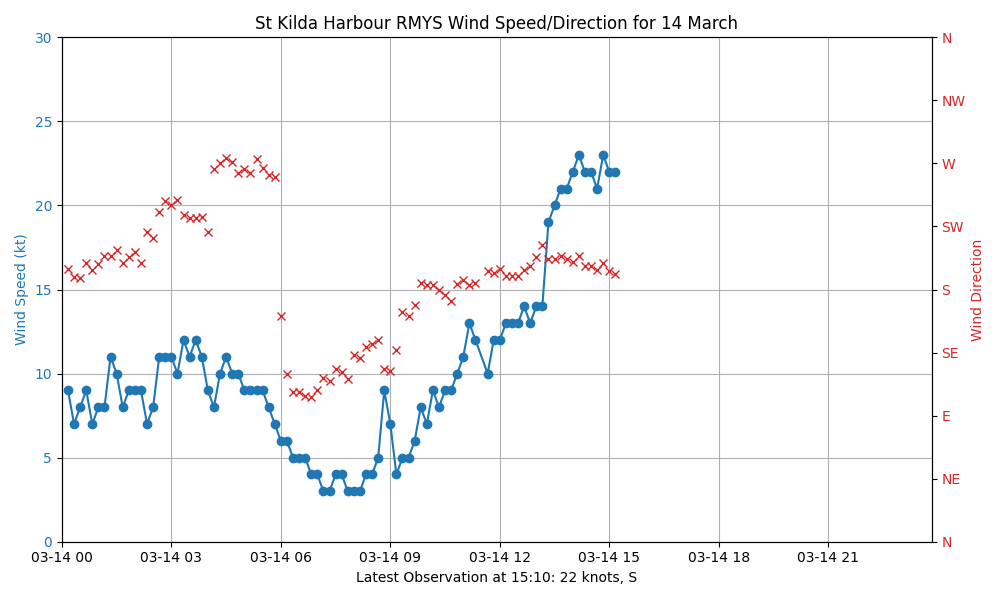 St Kilda Harbour RMYS Wind Speed/Direction for 14 March
Wind Speed (kt)
30
25
20
15
10
5
0
N
NW
W
SW
S
SE
E
NE
N
Wind Direction
03-14 00
03-14 03
03-14 06
03-14 09
03-14 12
03-14 15
03-14 18
03-14 21
Latest Observation at 15:10: 22 knots, S